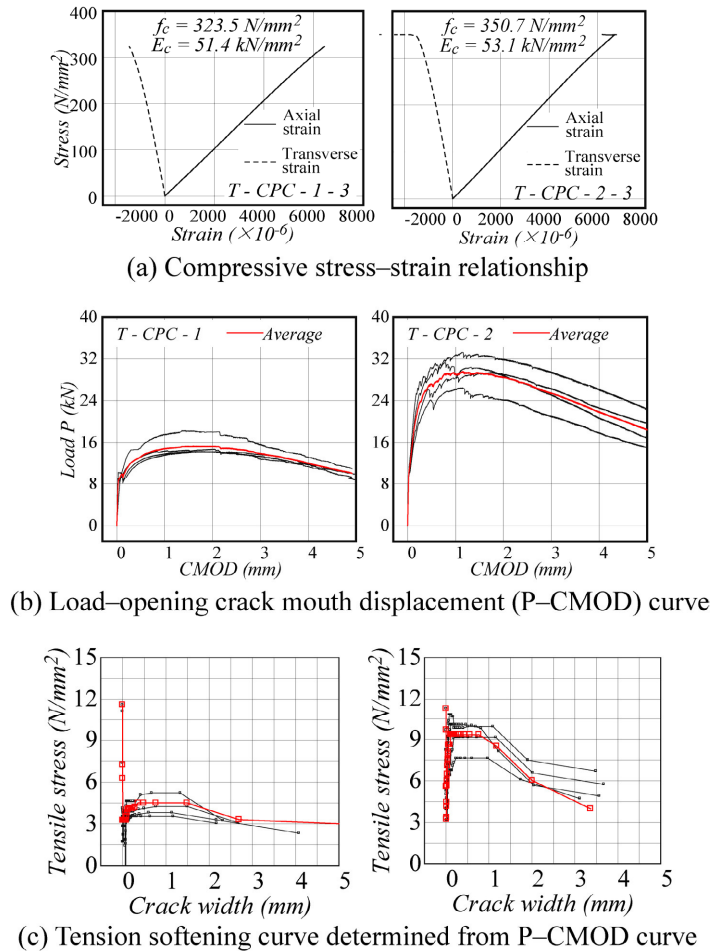 400
300
200
100
0
Stress (N/mm²)
f_c = 323.5 N/mm²
E_c = 51.4 kN/mm²
Axial strain
Transverse strain
T - CPC - 1 - 3
-2000 0 2000 4000 6000 8000
Strain (×10⁻⁶)
f_c = 350.7 N/mm²
E_c = 53.1 kN/mm²
Axial strain
Transverse strain
T - CPC - 2 - 3
-2000 0 2000 4000 6000 8000
Strain (×10⁻⁶)
(a) Compressive stress–strain relationship
40
32
24
16
8
0
Load P (kN)
T - CPC - 1 Average
0 1 2 3 4 5
CMOD (mm)
40
32
24
16
8
0
T - CPC - 2 Average
0 1 2 3 4 5
CMOD (mm)
(b) Load–opening crack mouth displacement (P–CMOD) curve
15
12
9
6
3
0
Tensile stress (N/mm²)
0 1 2 3 4 5
Crack width (mm)
15
12
9
6
3
0
Tensile stress (N/mm²)
0 1 2 3 4 5
Crack width (mm)
(c) Tension softening curve determined from P–CMOD curve